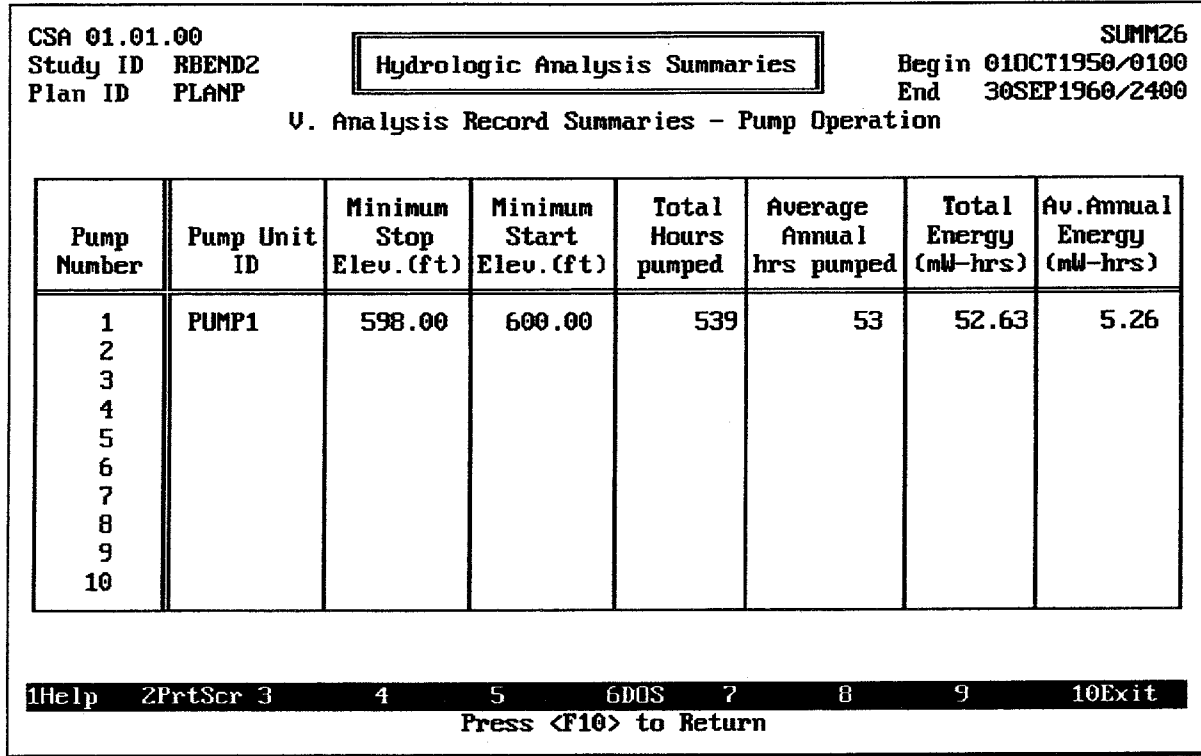 CSA 01.01.00 SUMM26
Study ID RBEND2 Hydrologic Analysis Summaries Begin 01OCT1950/0100
Plan ID PLANP End 30SEP1960/2400
V. Analysis Record Summaries - Pump Operation
Minimum Minimum Total Average Total Av.Annual
Pump Pump Unit Stop Start Hours Annual Energy Energy
Number ID Elev.(ft) Elev.(ft) pumped hrs pumped (mW-hrs) (mW-hrs)
1 PUMP1 598.00 600.00 539 53 52.63 5.26
2
3
4
5
6
7
8
9
10
1Help 2PrtScr 3 4 5 6DOS 7 8 9 10Exit
Press <F10> to Return